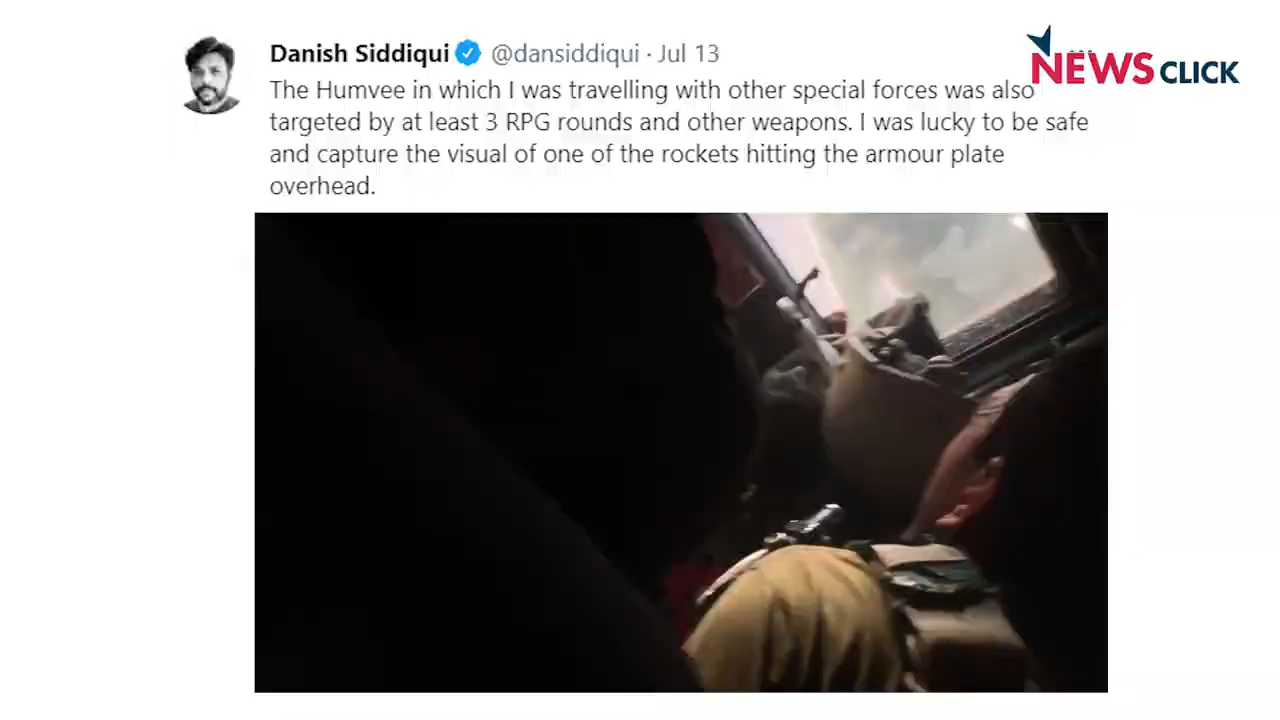 Danish Siddiqui @dansiddiqui · Jul 13
NEWSCLICK
The Humvee in which I was travelling with other special forces was also
targeted by at least 3 RPG rounds and other weapons. I was lucky to be safe
and capture the visual of one of the rockets hitting the armour plate
overhead.